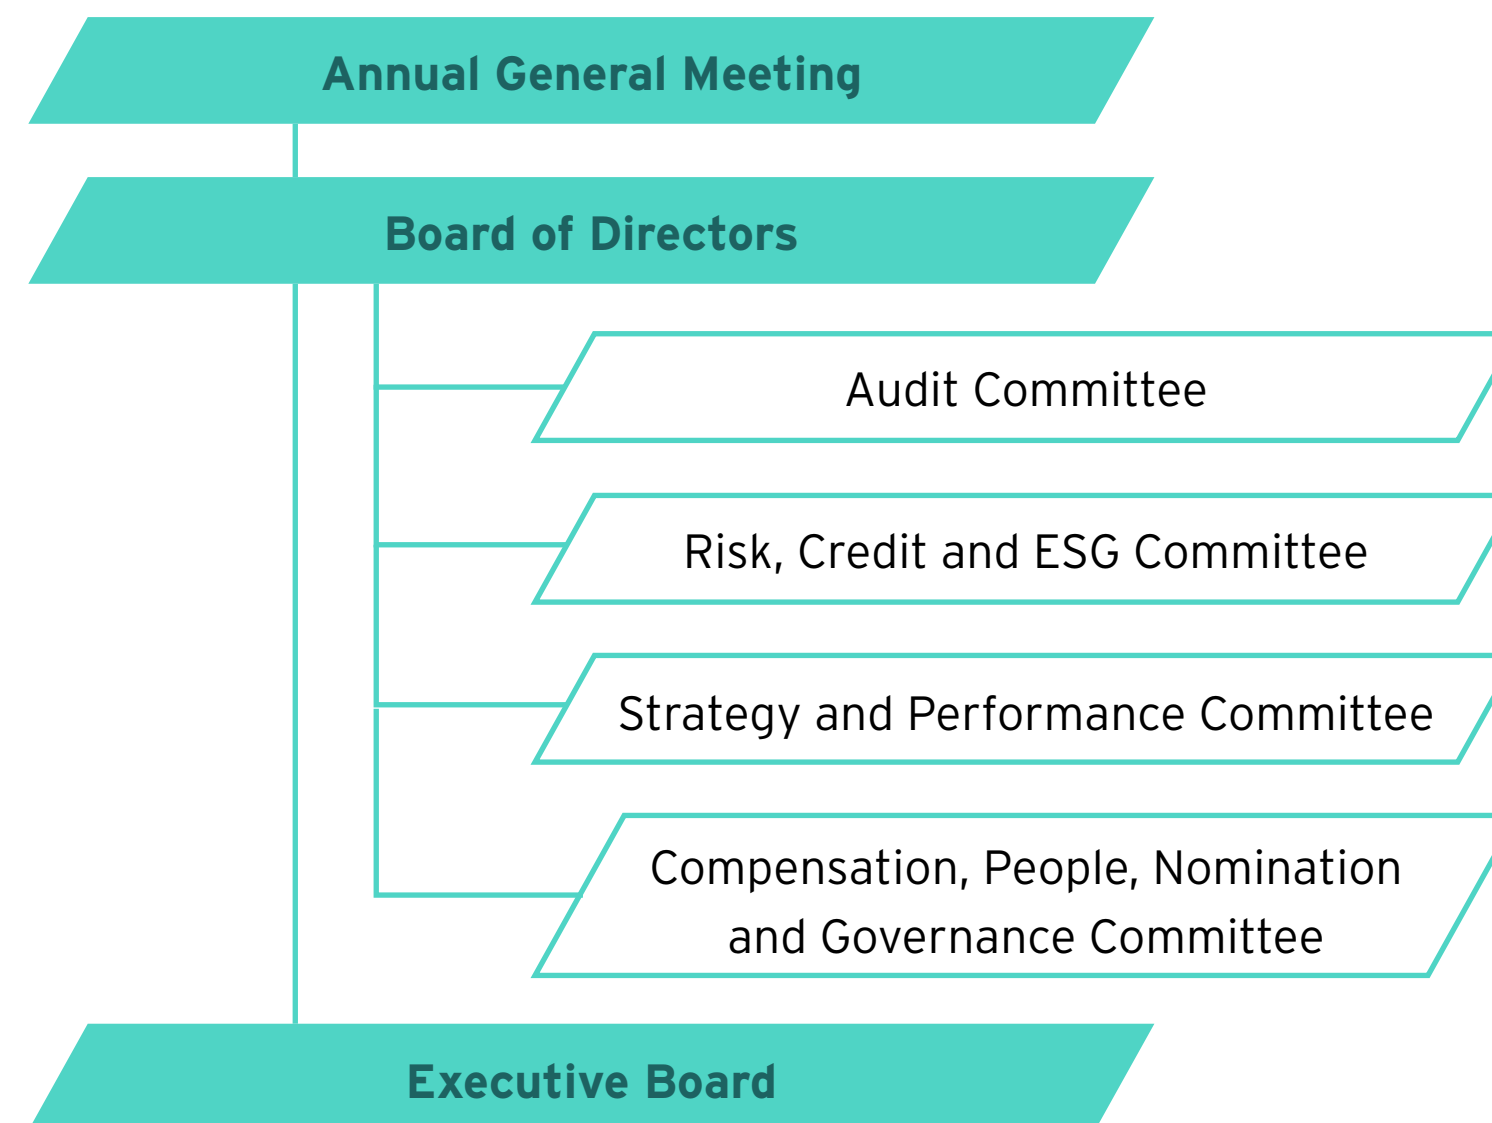 Annual General Meeting
Board of Directors
Audit Committee
Risk, Credit and ESG Committee
Strategy and Performance Committee
Compensation, People, Nomination
and Governance Committee
Executive Board